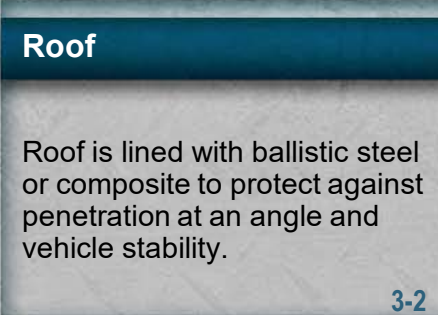 Roof
Roof is lined with ballistic steel
or composite to protect against
penetration at an angle and
vehicle stability.
3-2